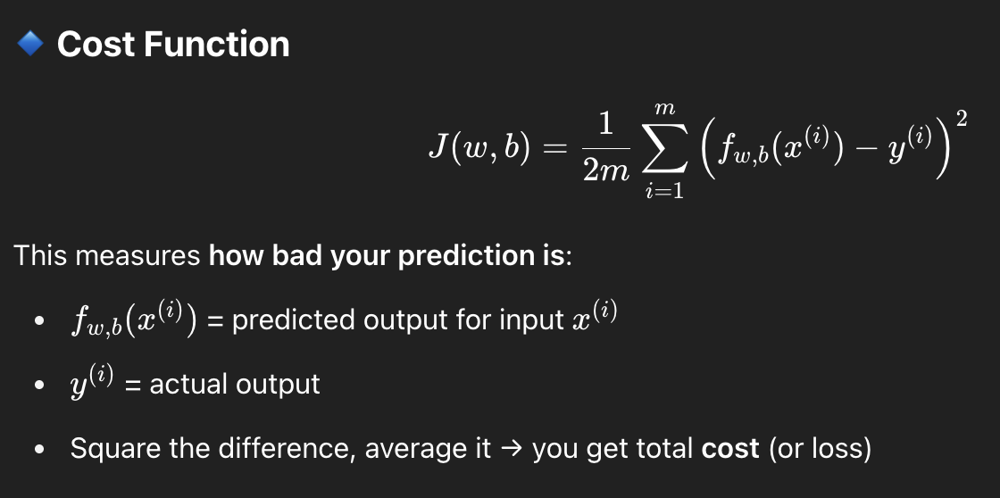 🔷 Cost Function
J(w, b) = \frac{1}{2m} \sum_{i=1}^{m} \left( f_{w,b}(x^{(i)}) - y^{(i)} \right)^2
This measures how bad your prediction is:
• f_{w,b}(x^{(i)}) = predicted output for input x^{(i)}
• y^{(i)} = actual output
• Square the difference, average it → you get total cost (or loss)